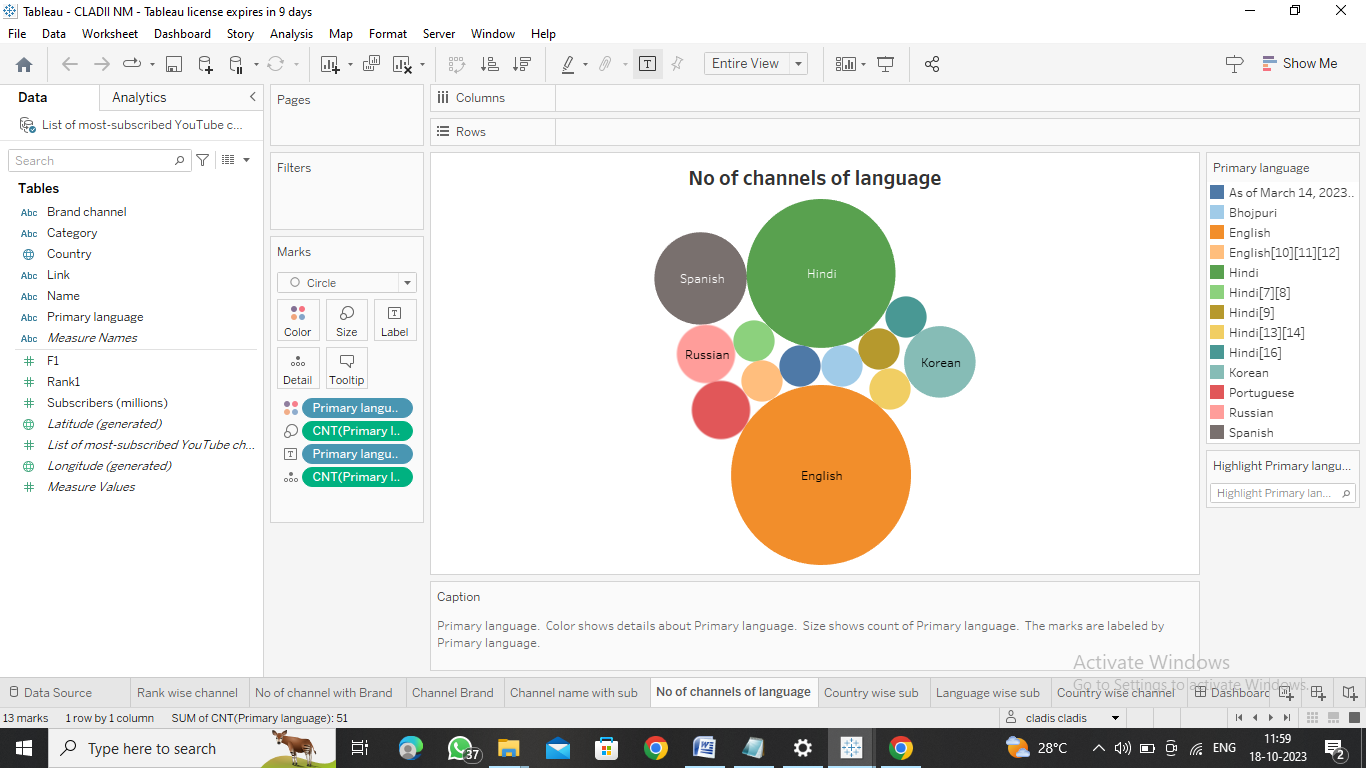 Tableau - CLADII NM - Tableau license expires in 9 days
File Data Worksheet Dashboard Story Analysis Map Format Server Window Help
Entire View
Show Me
Data Analytics
List of most-subscribed YouTube c...
Search
Tables
Abc Brand channel
Abc Category
Country
Abc Link
Abc Name
Abc Primary language
Abc Measure Names
# F1
# Rank1
# Subscribers (millions)
Latitude (generated)
# List of most-subscribed YouTube ch...
Longitude (generated)
# Measure Values
Pages
Filters
Marks
Circle
Color Size Label
Detail Tooltip
Primary langu..
CNT(Primary l..
Primary langu..
CNT(Primary l..
Columns
Rows
No of channels of language
Spanish
Hindi
Russian
Korean
English
Primary language
As of March 14, 2023..
Bhojpuri
English
English[10][11][12]
Hindi
Hindi[7][8]
Hindi[9]
Hindi[13][14]
Hindi[16]
Korean
Portuguese
Russian
Spanish
Highlight Primary langu...
Highlight Primary lan...
Caption
Primary language. Color shows details about Primary language. Size shows count of Primary language. The marks are labeled by
Primary language.
Activate Windows
Go to Settings to activate Windows.
Data Source Rank wise channel No of channel with Brand Channel Brand Channel name with sub No of channels of language Country wise sub Language wise sub Country wise channel Dashboard
13 marks 1 row by 1 column SUM of CNT(Primary language): 51
cladis cladis
Type here to search
37
28°C
ENG
11:59
18-10-2023
2